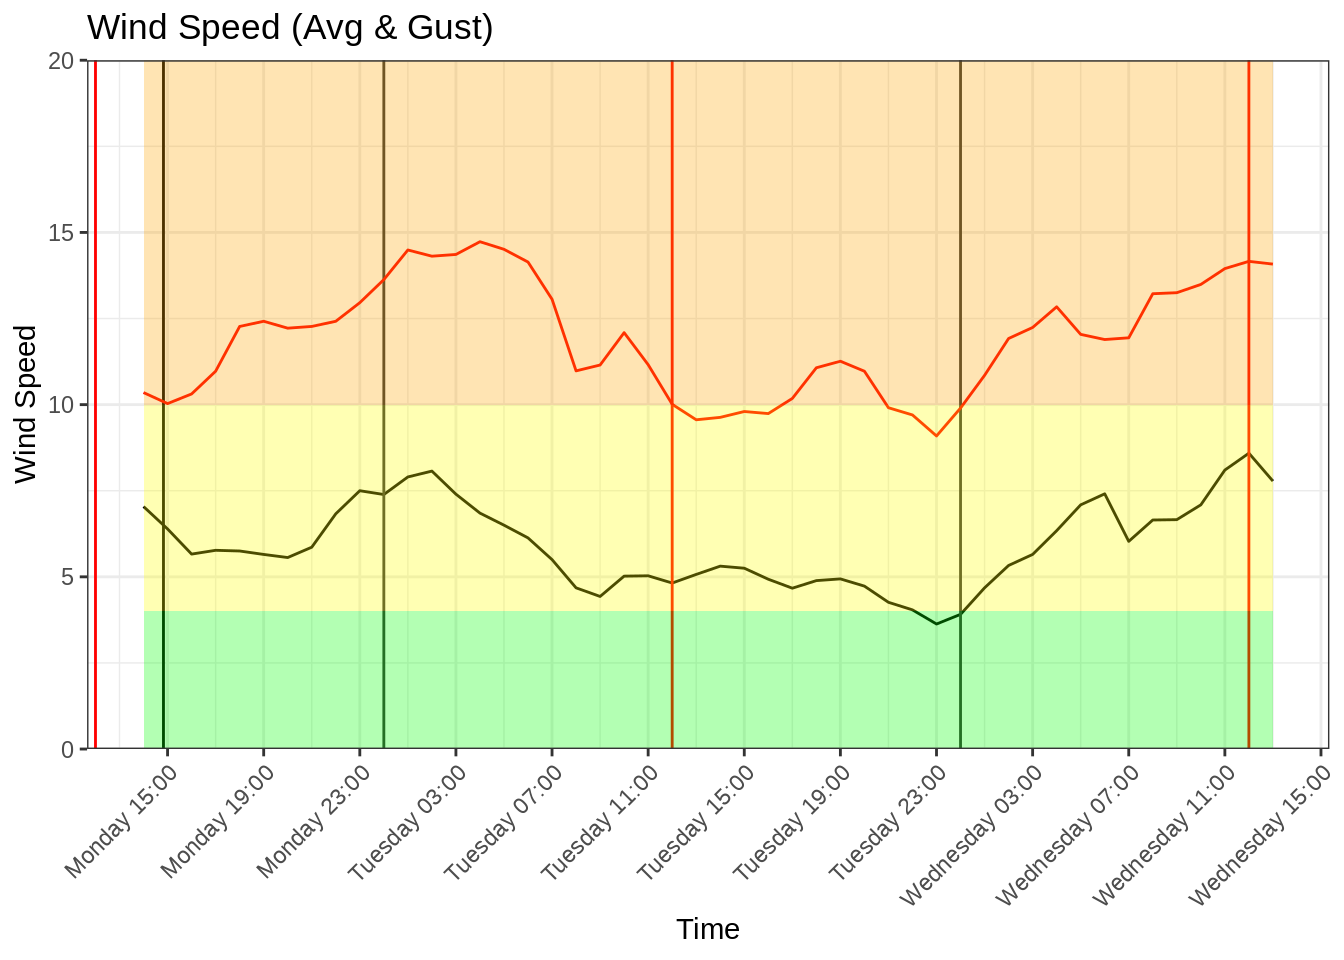 Wind Speed (Avg & Gust)
20
15
10
5
0
Wind Speed
Monday 15:00
Monday 19:00
Monday 23:00
Tuesday 03:00
Tuesday 07:00
Tuesday 11:00
Tuesday 15:00
Tuesday 19:00
Tuesday 23:00
Wednesday 03:00
Wednesday 07:00
Wednesday 11:00
Wednesday 15:00
Time